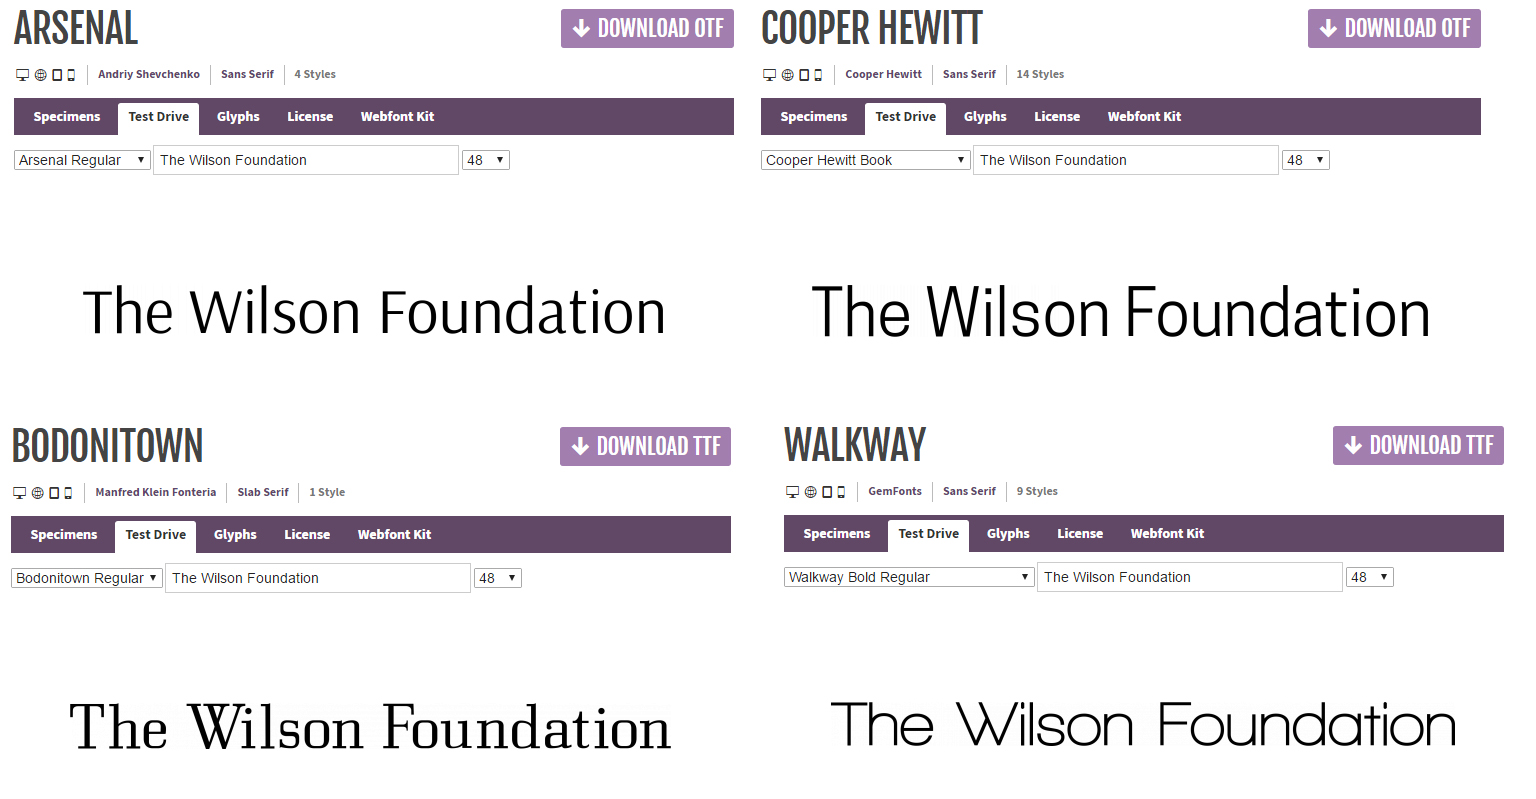 ARSENAL
DOWNLOAD OTF
Andriy Shevchenko Sans Serif 4 Styles
Specimens Test Drive Glyphs License Webfont Kit
Arsenal Regular The Wilson Foundation 48
The Wilson Foundation
COOPER HEWITT
DOWNLOAD OTF
Cooper Hewitt Sans Serif 14 Styles
Specimens Test Drive Glyphs License Webfont Kit
Cooper Hewitt Book The Wilson Foundation 48
The Wilson Foundation
BODONITOWN
DOWNLOAD TTF
Manfred Klein Fonteria Slab Serif 1 Style
Specimens Test Drive Glyphs License Webfont Kit
Bodonitown Regular The Wilson Foundation 48
The Wilson Foundation
WALKWAY
DOWNLOAD TTF
GemFonts Sans Serif 9 Styles
Specimens Test Drive Glyphs License Webfont Kit
Walkway Bold Regular The Wilson Foundation 48
The Wilson Foundation